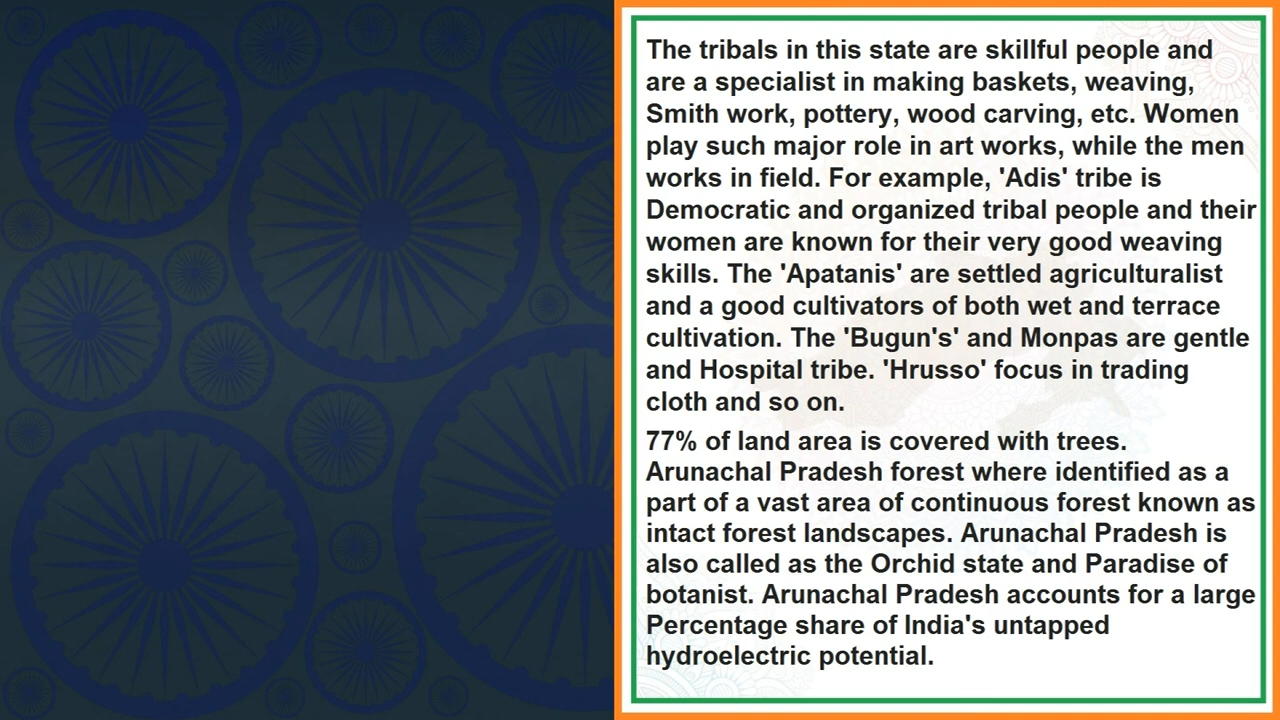 The tribals in this state are skillful people and
are a specialist in making baskets, weaving,
Smith work, pottery, wood carving, etc. Women
play such major role in art works, while the men
works in field. For example, 'Adis' tribe is
Democratic and organized tribal people and their
women are known for their very good weaving
skills. The 'Apatanis' are settled agriculturalist
and a good cultivators of both wet and terrace
cultivation. The 'Bugun's' and Monpas are gentle
and Hospital tribe. 'Hrusso' focus in trading
cloth and so on.
77% of land area is covered with trees.
Arunachal Pradesh forest where identified as a
part of a vast area of continuous forest known as
intact forest landscapes. Arunachal Pradesh is
also called as the Orchid state and Paradise of
botanist. Arunachal Pradesh accounts for a large
Percentage share of India's untapped
hydroelectric potential.